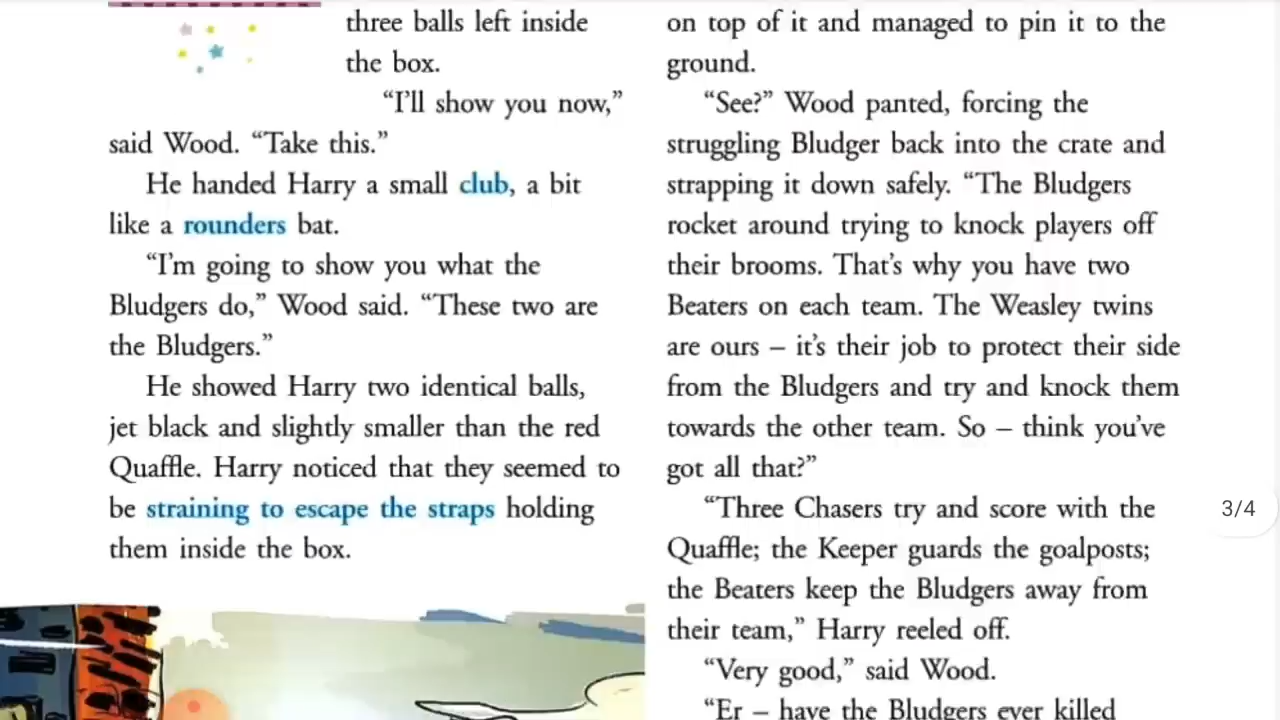 three balls left inside
the box.
“I’ll show you now,”
said Wood. “Take this.”
He handed Harry a small club, a bit
like a rounders bat.
“I’m going to show you what the
Bludgers do,” Wood said. “These two are
the Bludgers.”
He showed Harry two identical balls,
jet black and slightly smaller than the red
Quaffle. Harry noticed that they seemed to
be straining to escape the straps holding
them inside the box.
on top of it and managed to pin it to the
ground.
“See?” Wood panted, forcing the
struggling Bludger back into the crate and
strapping it down safely. “The Bludgers
rocket around trying to knock players off
their brooms. That’s why you have two
Beaters on each team. The Weasley twins
are ours – it’s their job to protect their side
from the Bludgers and try and knock them
towards the other team. So – think you’ve
got all that?”
“Three Chasers try and score with the
Quaffle; the Keeper guards the goalposts;
the Beaters keep the Bludgers away from
their team,” Harry reeled off.
“Very good,” said Wood.
“Er – have the Bludgers ever killed
3/4